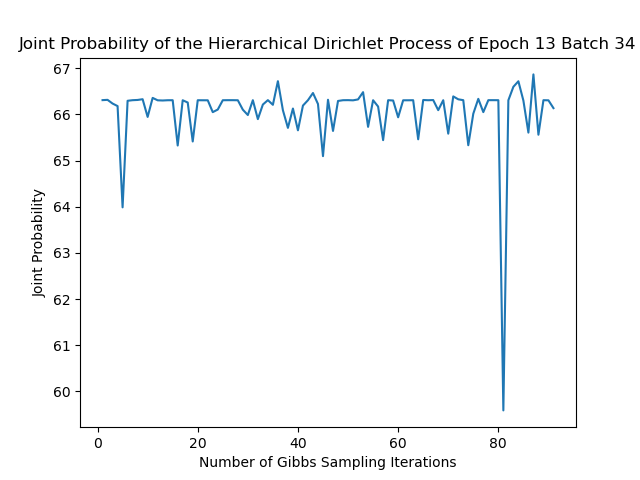 Joint Probability of the Hierarchical Dirichlet Process of Epoch 13 Batch 34
67
66
65
64
63
62
61
60
Joint Probability
0 20 40 60 80
Number of Gibbs Sampling Iterations